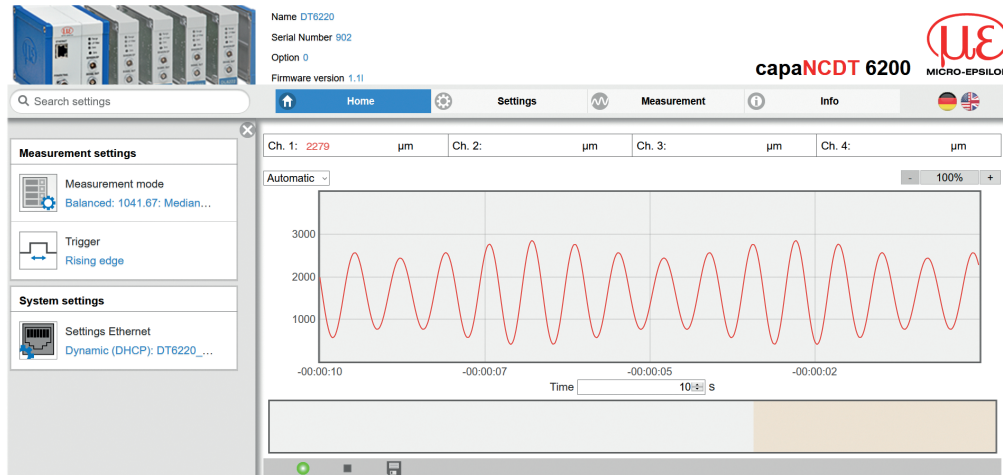 Name DT6220
Serial Number 902
Option 0
Firmware version 1.1l
capaNCDT 6200
με
MICRO-EPSILON
Search settings
Home
Settings
Measurement
Info
Measurement settings
Measurement mode
Balanced: 1041.67: Median...
Trigger
Rising edge
System settings
Settings Ethernet
Dynamic (DHCP): DT6220_...
Ch. 1: 2279 µm
Ch. 2: µm
Ch. 3: µm
Ch. 4: µm
Automatic
- 100% +
3000
2000
1000
-00:00:10
-00:00:07
-00:00:05
-00:00:02
Time 10 S